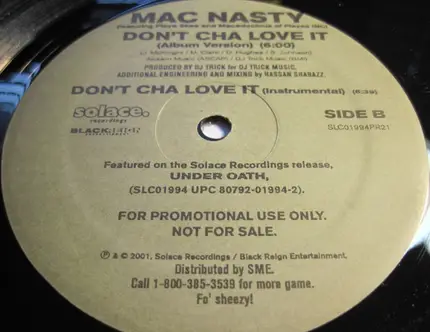 MAC NASTY
DON'T CHA LOVE IT
(Album Version) (6:00)
PRODUCED BY DJ TRICK FOR DJ TRICK MUSIC.
ADDITIONAL ENGINEERING AND MIXING BY HASSAN SHABAZZ.
DON'T CHA LOVE IT (Instrumental)
solace.
recordings
SIDE B
BLACK
SLC01994PR21
Featured on the Solace Recordings release,
UNDER OATH,
(SLC01994 UPC 80792-01994-2).
FOR PROMOTIONAL USE ONLY.
NOT FOR SALE.
℗ & © 2001, Solace Recordings / Black Reign Entertainment.
Distributed by SME.
Call 1-800-385-3539 for more game.
Fo' sheezy!